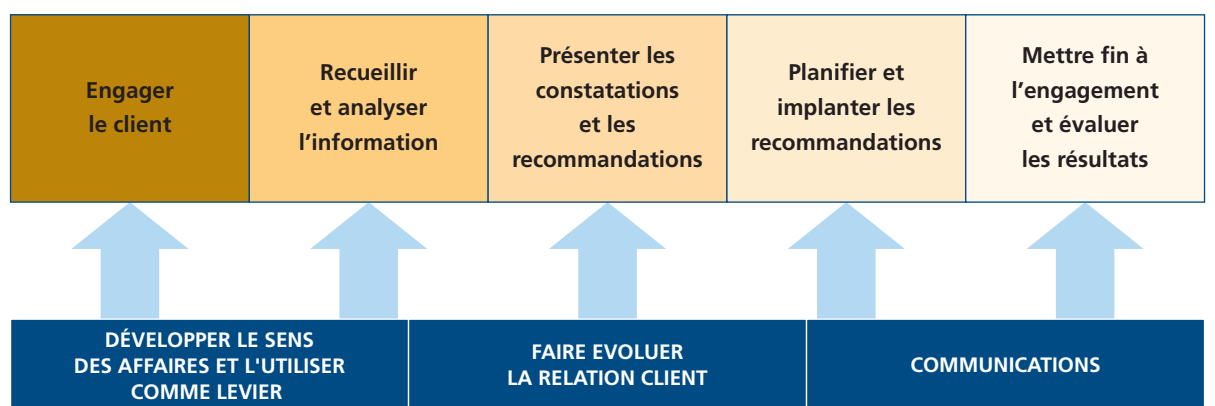 Engager
le client
Recueillir
et analyser
l’information
Présenter les
constatations
et les
recommandations
Planifier et
implanter les
recommandations
Mettre fin à
l’engagement
et évaluer
les résultats
DÉVELOPPER LE SENS
DES AFFAIRES ET L'UTILISER
COMME LEVIER
FAIRE EVOLUER
LA RELATION CLIENT
COMMUNICATIONS